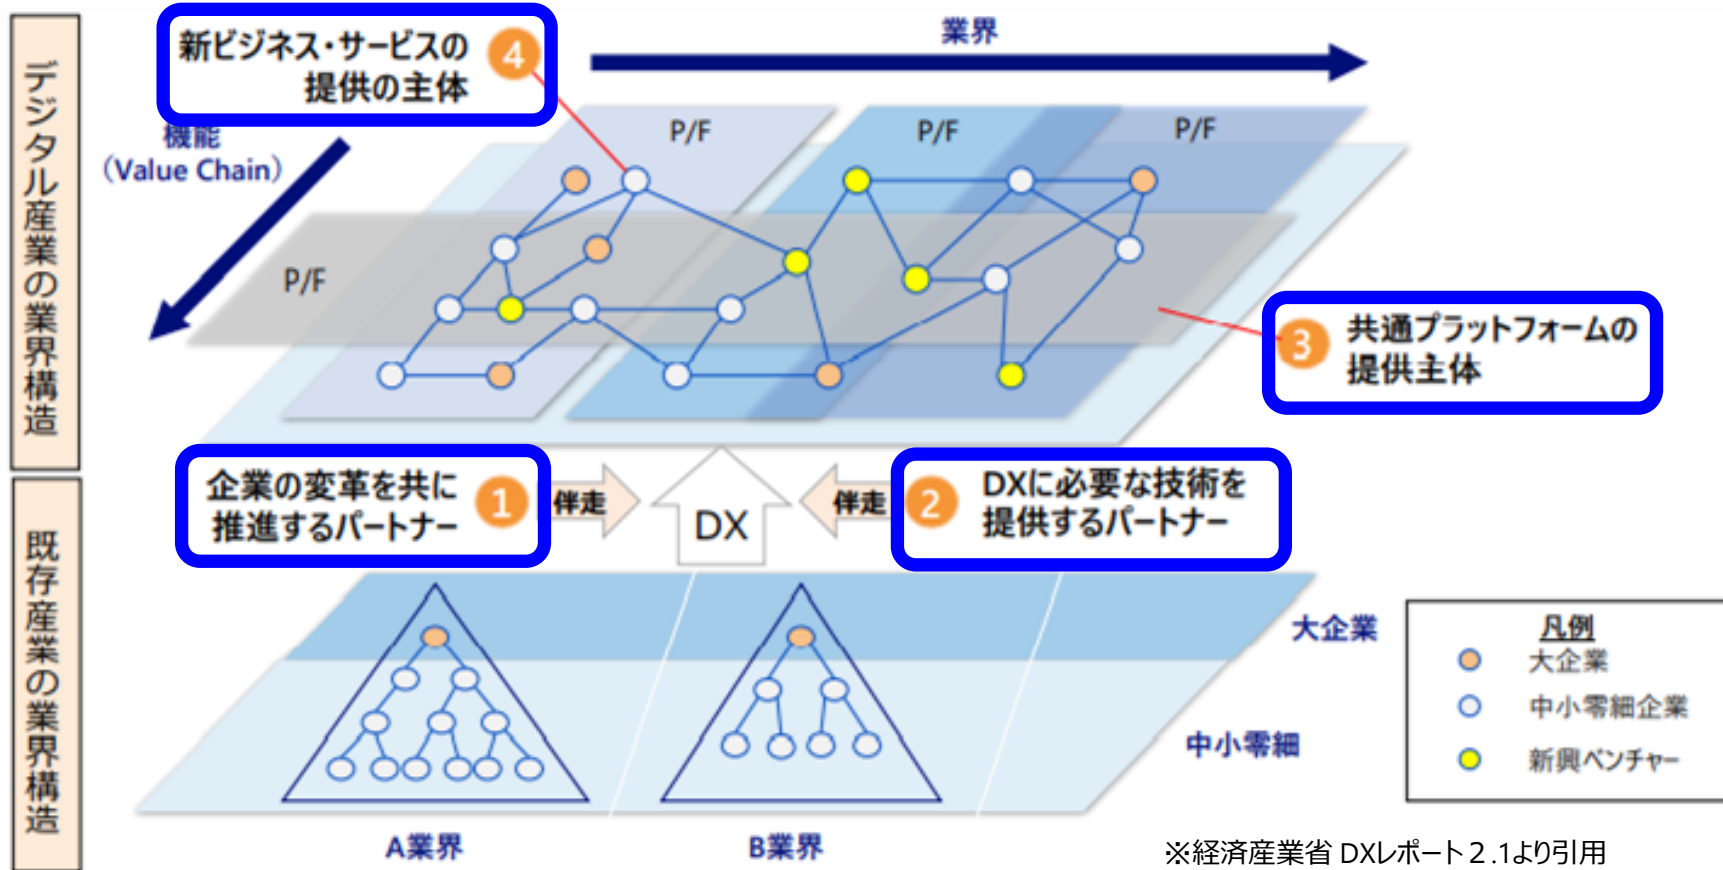 デジタル産業の業界構造
新ビジネス・サービスの
提供の主体
4
業界
機能
（Value Chain）
P/F
P/F
P/F
P/F
3
共通プラットフォームの
提供主体
企業の変革を共に
推進するパートナー
1
伴走
DX
伴走
2
DXに必要な技術を
提供するパートナー
既存産業の業界構造
大企業
中小零細
A業界
B業界
凡例
大企業
中小零細企業
新興ベンチャー
※経済産業省 DXレポート２.1より引用